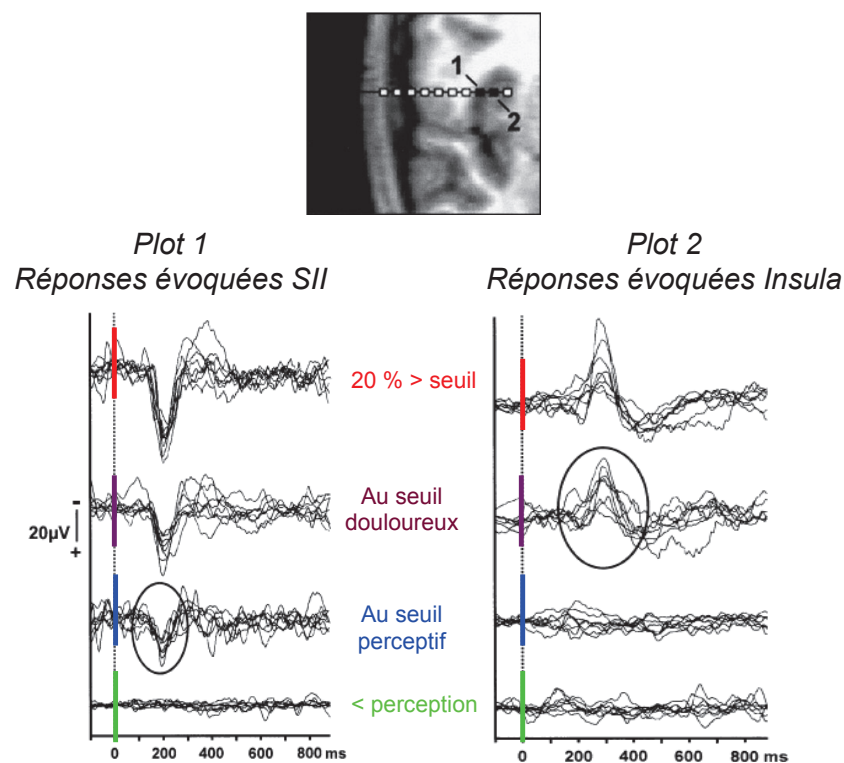 1
2
Plot 1
Réponses évoquées SII
Plot 2
Réponses évoquées Insula
20 % > seuil
Au seuil
douloureux
-
20µV
+
Au seuil
perceptif
< perception
0 200 400 600 800 ms
0 200 400 600 800 ms